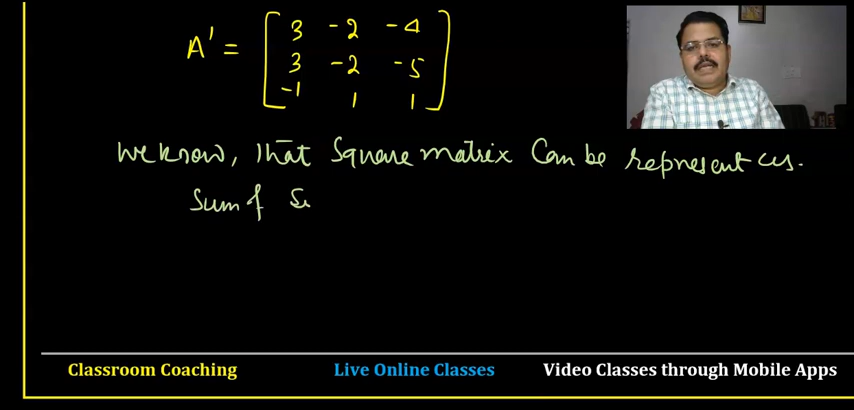 A' = [ 3 -2 -4
3 -2 -5
-1 1 1 ]
We know, that Square matrix Can be represent as.
Sum of S
Classroom Coaching Live Online Classes Video Classes through Mobile Apps